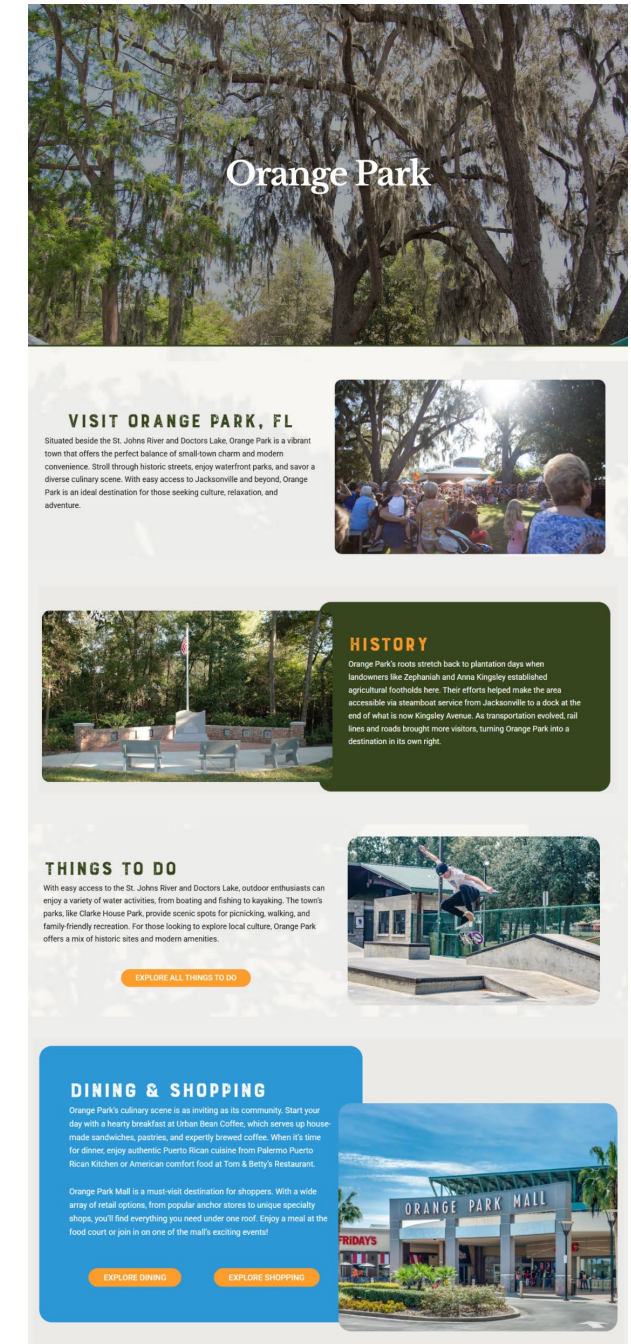 Orange Park
VISIT ORANGE PARK, FL
Situated beside the St. Johns River and Doctors Lake, Orange Park is a vibrant
town that offers the perfect balance of small-town charm and modern
convenience. Stroll through historic streets, enjoy waterfront parks, and savor a
diverse culinary scene. With easy access to Jacksonville and beyond, Orange
Park is an ideal destination for those seeking culture, relaxation, and
adventure.
HISTORY
Orange Park's roots stretch back to plantation days when
landowners like Zephaniah and Anna Kingsley established
agricultural footholds here. Their efforts helped make the area
accessible via steamboat service from Jacksonville to a dock at the
end of what is now Kingsley Avenue. As transportation evolved, rail
lines and roads brought more visitors, turning Orange Park into a
destination in its own right.
THINGS TO DO
With easy access to the St. Johns River and Doctors Lake, outdoor enthusiasts can
enjoy a variety of water activities, from boating and fishing to kayaking. The town's
parks, like Clarke House Park, provide scenic spots for picnicking, walking, and
family-friendly recreation. For those looking to explore local culture, Orange Park
offers a mix of historic sites and modern amenities.
EXPLORE ALL THINGS TO DO
DINING & SHOPPING
Orange Park's culinary scene is as inviting as its community. Start your
day with a hearty breakfast at Urban Bean Coffee, which serves up house-
made sandwiches, pastries, and expertly brewed coffee. When it's time
for dinner, enjoy authentic Puerto Rican cuisine from Palermo Puerto
Rican Kitchen or American comfort food at Tom & Betty's Restaurant.
Orange Park Mall is a must-visit destination for shoppers. With a wide
array of retail options, from popular anchor stores to unique specialty
shops, you'll find everything you need under one roof. Enjoy a meal at the
food court or join in on one of the mall's exciting events!
EXPLORE DINING
EXPLORE SHOPPING
ORANGE PARK MALL
FRIDAYS